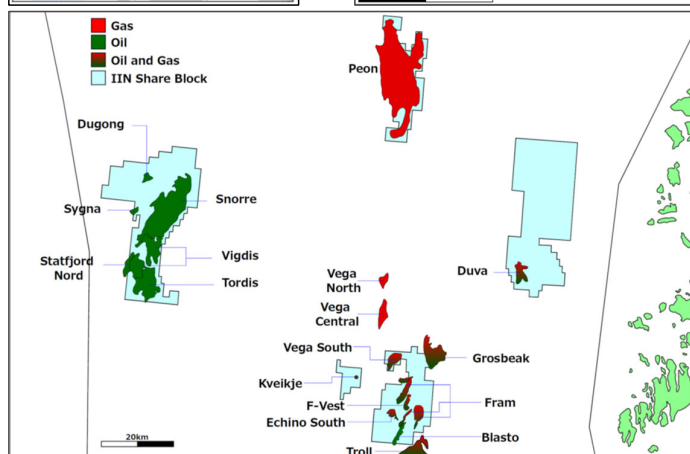 Gas
Oil
Oil and Gas
IIN Share Block
Peon
Dugong
Snorre
Sygna
Vigdis
Statfjord
Nord
Tordis
Duva
Vega
North
Vega
Central
Vega South
Grosbeak
Kveikje
F-Vest
Fram
Echino South
Blasto
20km
Troll